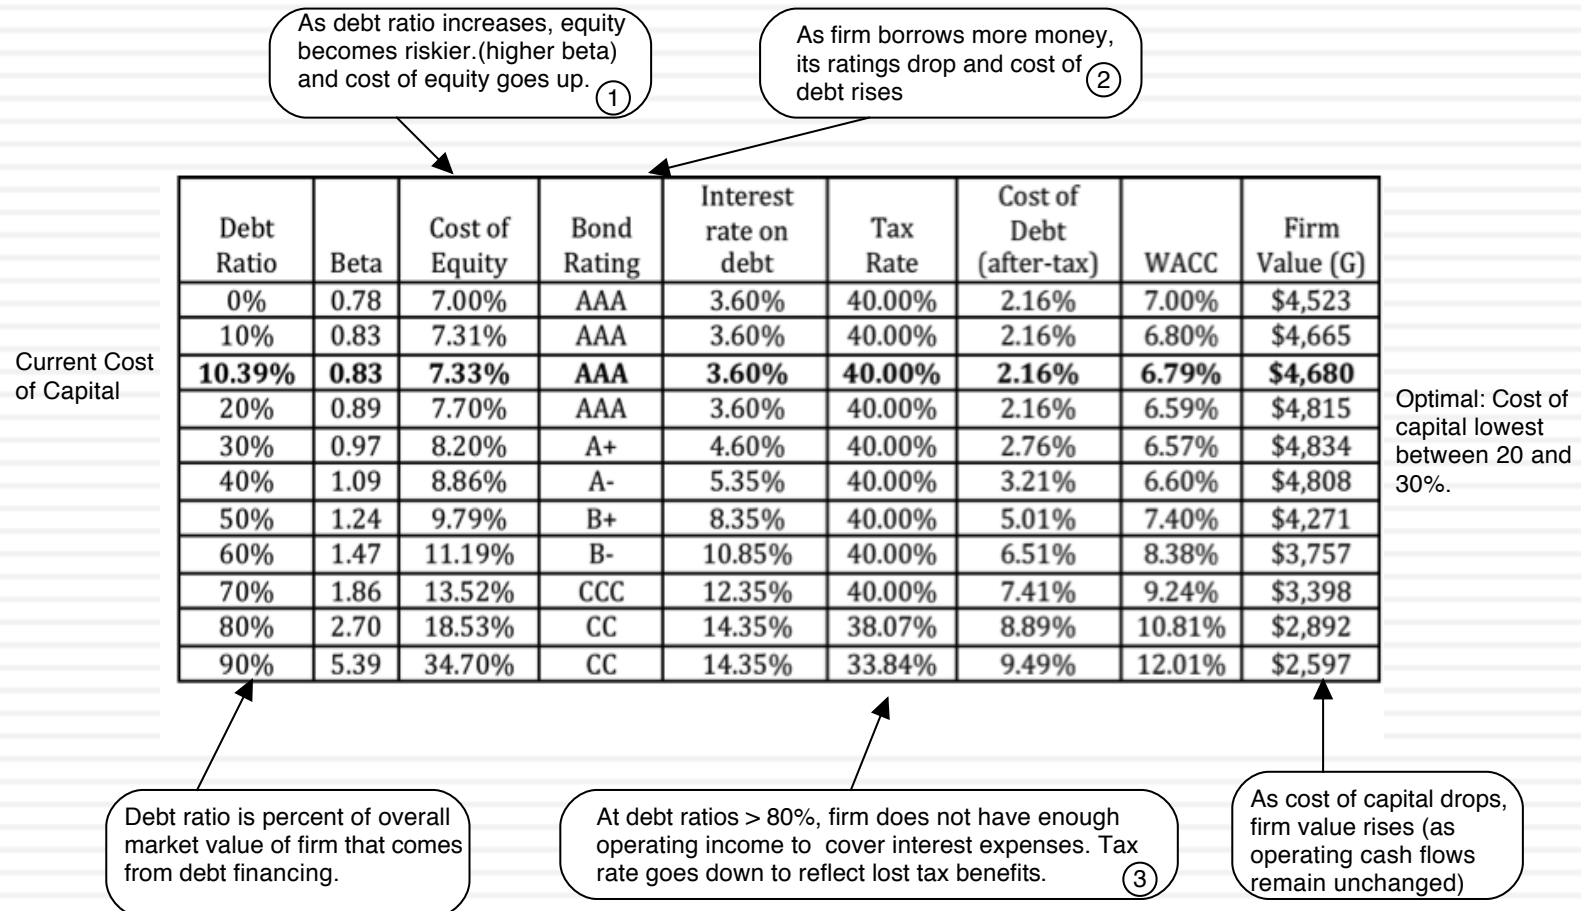 As debt ratio increases, equity
becomes riskier.(higher beta)
and cost of equity goes up.
1
As firm borrows more money,
its ratings drop and cost of
debt rises
2
Debt Ratio Beta Cost of Equity Bond Rating Interest rate on debt Tax Rate Cost of Debt (after-tax) WACC Firm Value (G)
0% 0.78 7.00% AAA 3.60% 40.00% 2.16% 7.00% $4,523
10% 0.83 7.31% AAA 3.60% 40.00% 2.16% 6.80% $4,665
Current Cost
of Capital
10.39% 0.83 7.33% AAA 3.60% 40.00% 2.16% 6.79% $4,680
20% 0.89 7.70% AAA 3.60% 40.00% 2.16% 6.59% $4,815
30% 0.97 8.20% A+ 4.60% 40.00% 2.76% 6.57% $4,834
40% 1.09 8.86% A- 5.35% 40.00% 3.21% 6.60% $4,808
50% 1.24 9.79% B+ 8.35% 40.00% 5.01% 7.40% $4,271
60% 1.47 11.19% B- 10.85% 40.00% 6.51% 8.38% $3,757
70% 1.86 13.52% CCC 12.35% 40.00% 7.41% 9.24% $3,398
80% 2.70 18.53% CC 14.35% 38.07% 8.89% 10.81% $2,892
90% 5.39 34.70% CC 14.35% 33.84% 9.49% 12.01% $2,597
Optimal: Cost of
capital lowest
between 20 and
30%.
Debt ratio is percent of overall
market value of firm that comes
from debt financing.
At debt ratios > 80%, firm does not have enough
operating income to cover interest expenses. Tax
rate goes down to reflect lost tax benefits.
3
As cost of capital drops,
firm value rises (as
operating cash flows
remain unchanged)